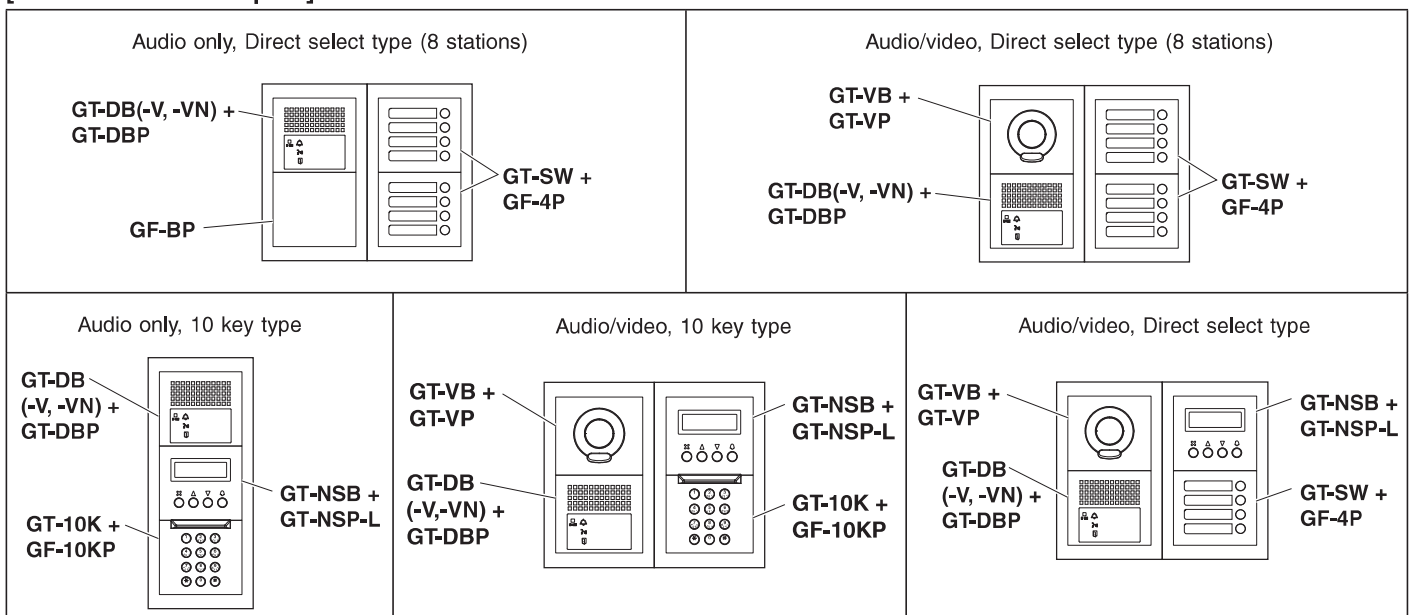 Audio only, Direct select type (8 stations)
GT-DB(-V, -VN) +
GT-DBP
GF-BP
GT-SW +
GF-4P
Audio/video, Direct select type (8 stations)
GT-VB +
GT-VP
GT-DB(-V, -VN) +
GT-DBP
GT-SW +
GF-4P
Audio only, 10 key type
GT-DB
(-V, -VN) +
GT-DBP
GT-10K +
GF-10KP
GT-NSB +
GT-NSP-L
Audio/video, 10 key type
GT-VB +
GT-VP
GT-DB
(-V,-VN) +
GT-DBP
GT-NSB +
GT-NSP-L
GT-10K +
GF-10KP
Audio/video, Direct select type
GT-VB +
GT-VP
GT-DB
(-V, -VN) +
GT-DBP
GT-NSB +
GT-NSP-L
GT-SW +
GF-4P